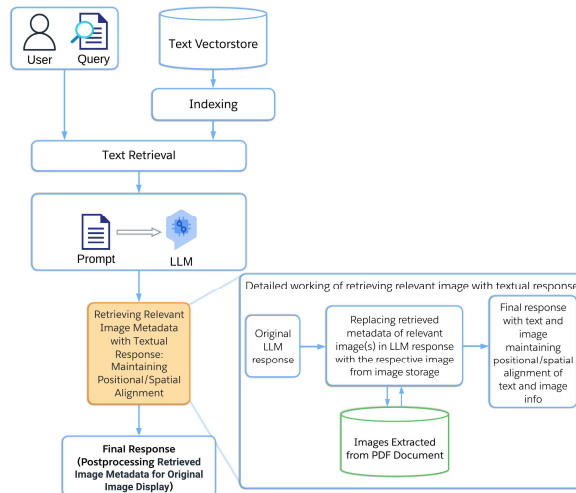 User
Query
Text Vectorstore
Indexing
Text Retrieval
Prompt
LLM
Retrieving Relevant
Image Metadata
with Textual
Response:
Maintaining
Positional/Spatial
Alignment
Final Response
(Postprocessing Retrieved
Image Metadata for Original
Image Display)
Detailed working of retrieving relevant image with textual response
Original
LLM
response
Replacing retrieved
metadata of relevant
image(s) in LLM response
with the respective image
from image storage
Final response
with text and
image
maintaining
positional/spatial
alignment of
text and image
info
Images Extracted
from PDF Document